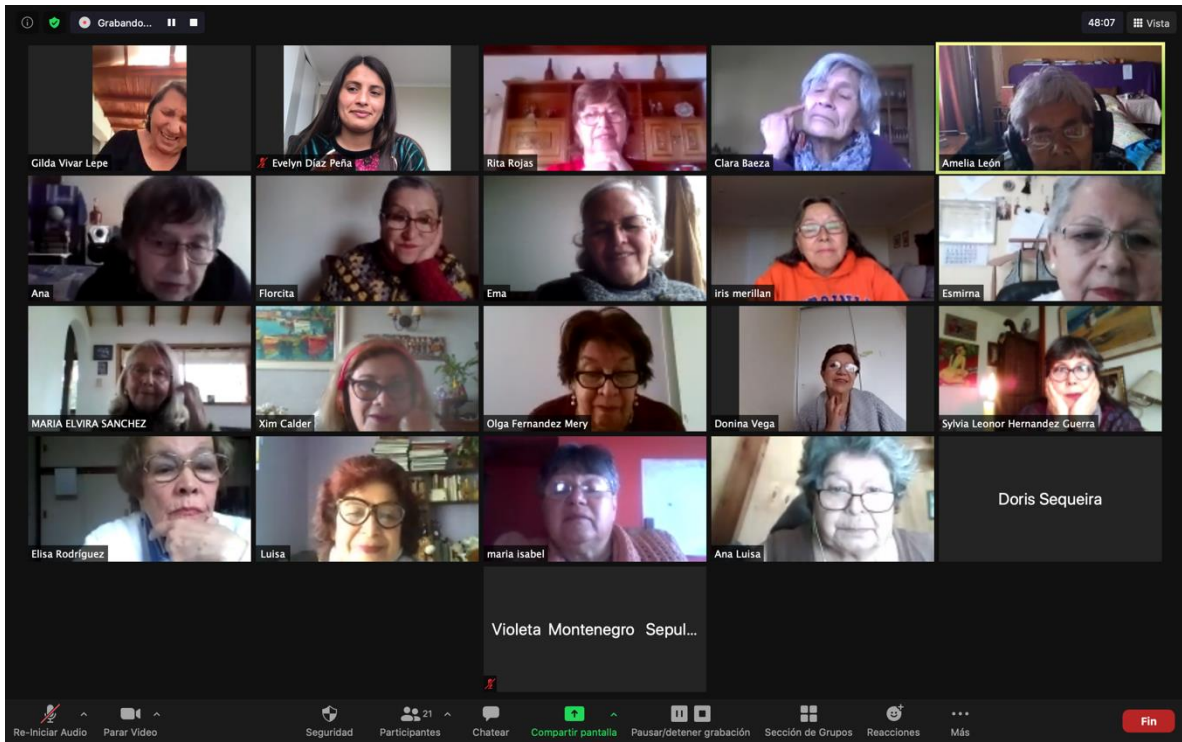 Grabando...
48:07
Vista
Gilda Vivar Lepe
Evelyn Díaz Peña
Rita Rojas
Clara Baeza
Amelia León
Ana
Florcita
Ema
iris merillan
Esmirna
MARIA ELVIRA SANCHEZ
Xim Calder
Olga Fernandez Mery
Donina Vega
Sylvia Leonor Hernandez Guerra
Elisa Rodríguez
Luisa
maria isabel
Ana Luisa
Doris Sequeira
Violeta Montenegro Sepul...
Re-Iniciar Audio
Parar Video
Seguridad
21
Participantes
Chatear
Compartir pantalla
Pausar/detener grabación
Sección de Grupos
Reacciones
Más
Fin